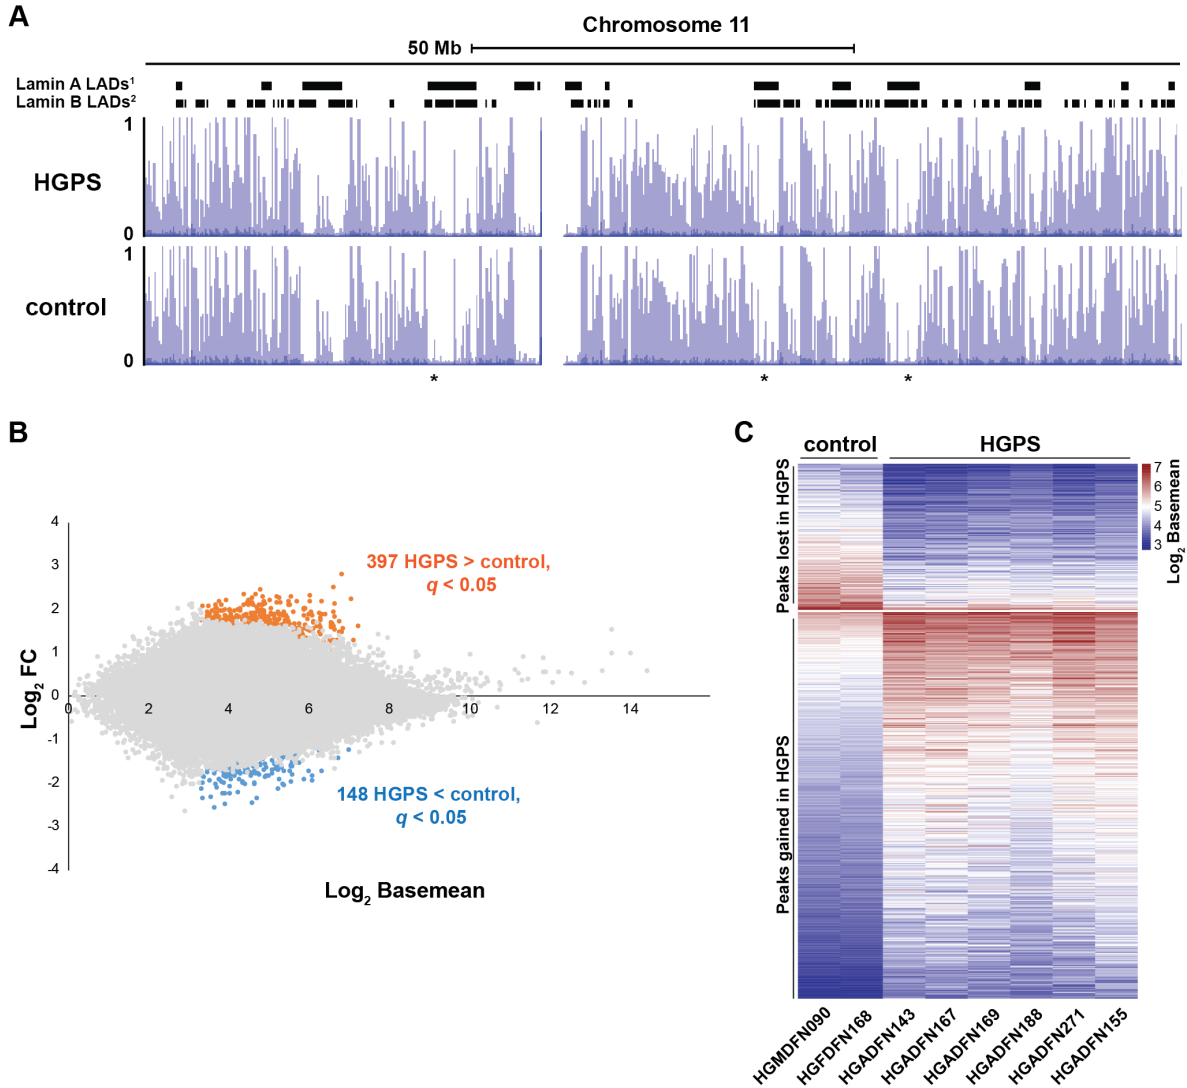 A
Chromosome 11
50 Mb
Lamin A LADs¹
Lamin B LADs²
1
HGPS
0
1
control
0
* * *
B
4
3
2
1
0
-1
-2
-3
-4
0 2 4 6 8 10 12 14
Log₂ FC
397 HGPS > control,
q < 0.05
148 HGPS < control,
q < 0.05
Log₂ Basemean
C
control HGPS
Peaks lost in HGPS
Peaks gained in HGPS
7
6
5
4
3
Log₂ Basemean
HGMDFN090
HGFDFN168
HGADFN143
HGADFN167
HGADFN169
HGADFN188
HGADFN271
HGADFN155